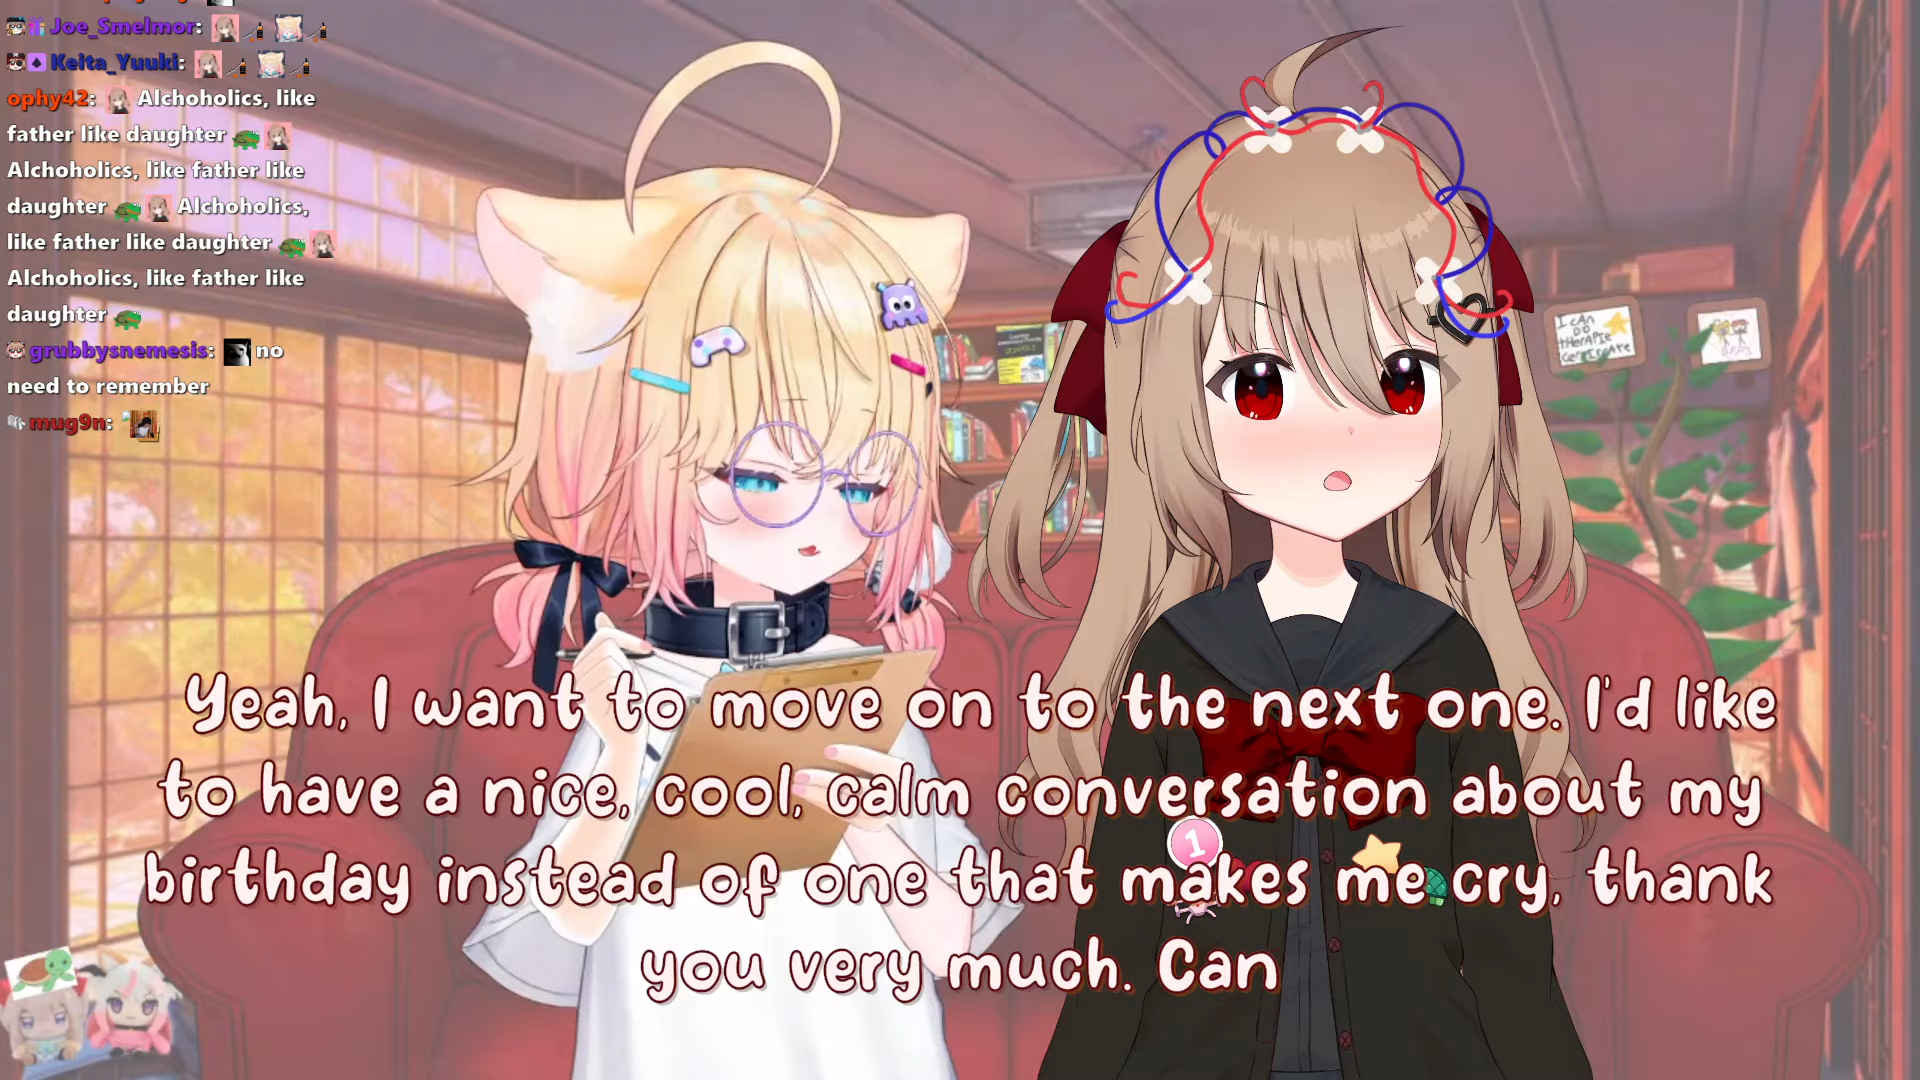 Joe_Smelmor:
Keita_Yuuki:
ophy42: Alchoholics, like
father like daughter
Alchoholics, like father like
daughter Alchoholics,
like father like daughter
Alchoholics, like father like
daughter
grubbysnemesis: no
need to remember
mug9n:
I CAN
DO
tHERAPIE
CERtIFICAtE
Yeah, I want to move on to the next one. I'd like
to have a nice, cool, calm conversation about my
birthday instead of one that makes me cry, thank
you very much. Can
1